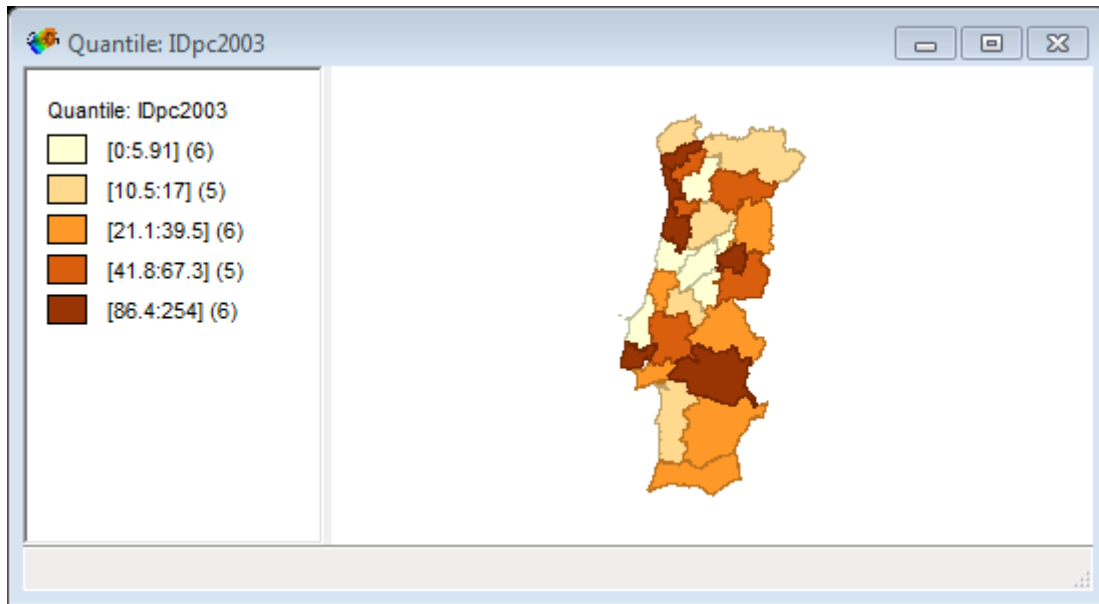 Quantile: IDpc2003
Quantile: IDpc2003
[0:5.91] (6)
[10.5:17] (5)
[21.1:39.5] (6)
[41.8:67.3] (5)
[86.4:254] (6)